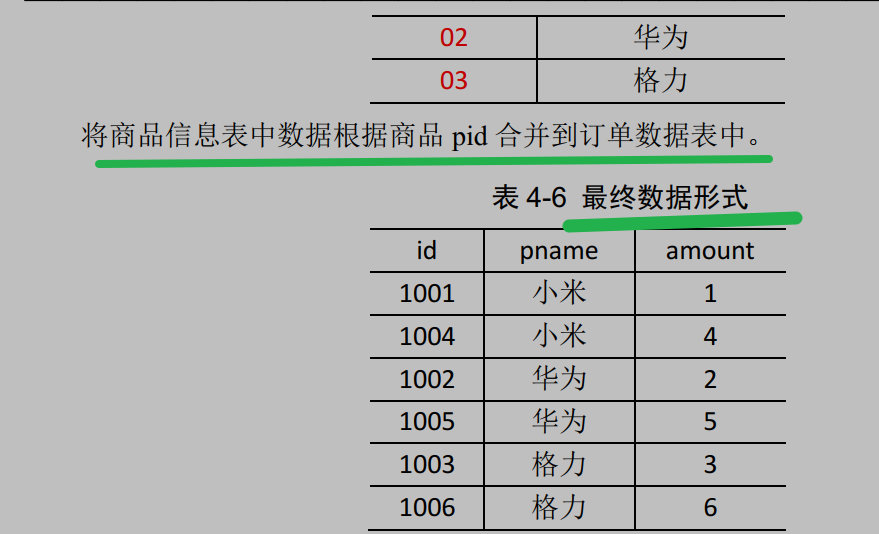 02 华为
03 格力
将商品信息表中数据根据商品 pid 合并到订单数据表中。
表 4-6 最终数据形式
id pname amount
1001 小米 1
1004 小米 4
1002 华为 2
1005 华为 5
1003 格力 3
1006 格力 6